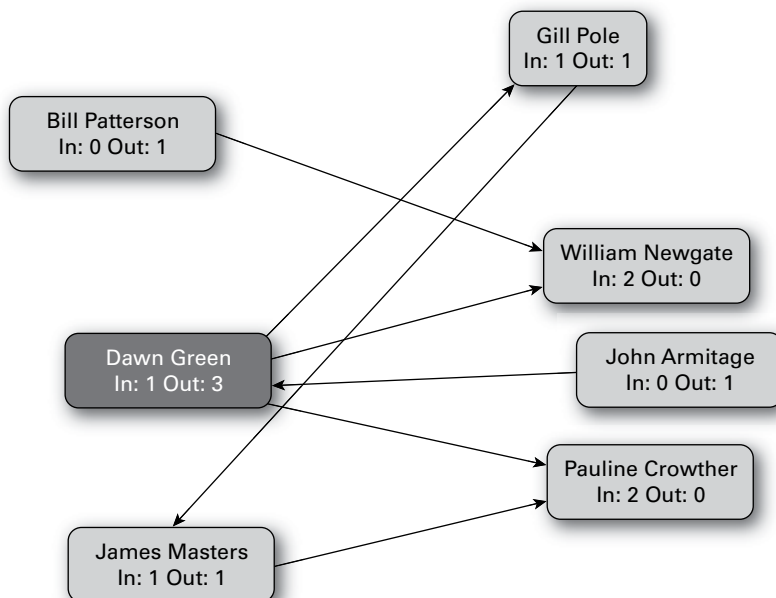 Gill Pole
In: 1 Out: 1
Bill Patterson
In: 0 Out: 1
William Newgate
In: 2 Out: 0
Dawn Green
In: 1 Out: 3
John Armitage
In: 0 Out: 1
Pauline Crowther
In: 2 Out: 0
James Masters
In: 1 Out: 1